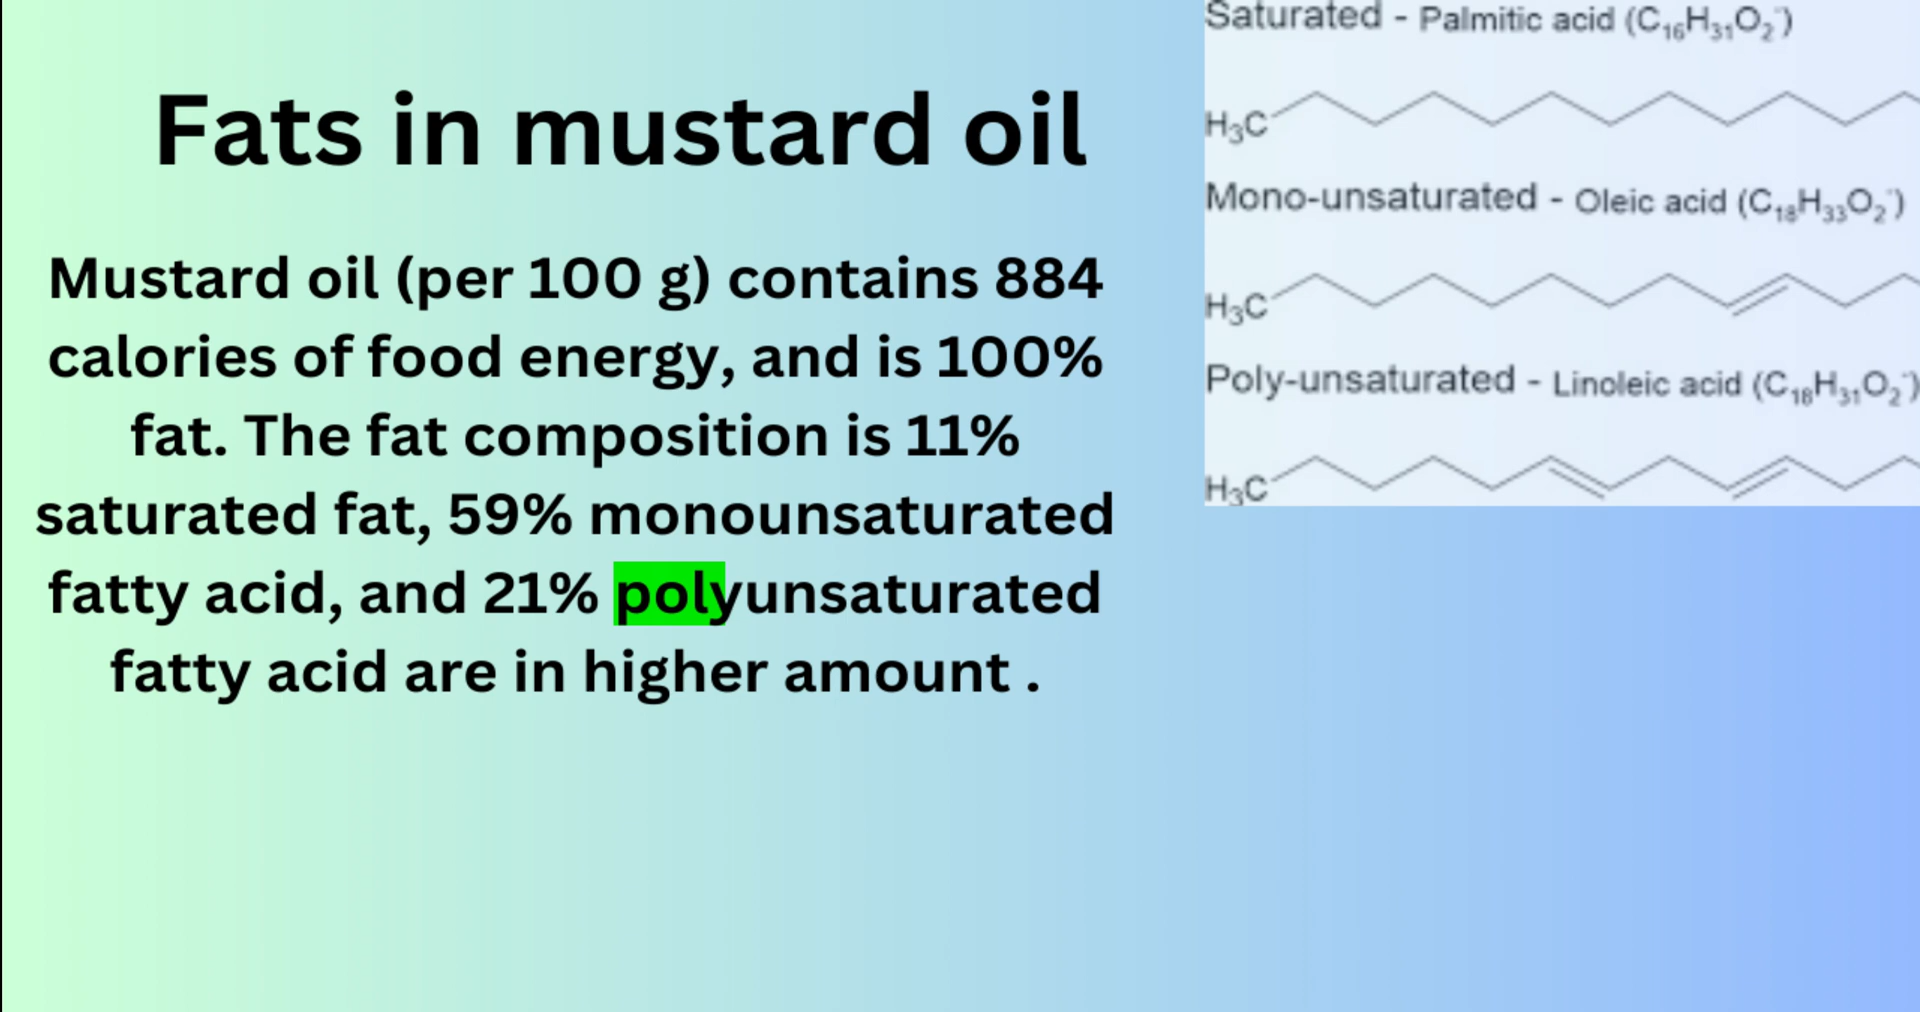 Fats in mustard oil
Mustard oil (per 100 g) contains 884
calories of food energy, and is 100%
fat. The fat composition is 11%
saturated fat, 59% monounsaturated
fatty acid, and 21% polyunsaturated
fatty acid are in higher amount .
Saturated - Palmitic acid (C₁₆H₃₁O₂⁻)
H₃C
Mono-unsaturated - Oleic acid (C₁₈H₃₃O₂⁻)
H₃C
Poly-unsaturated - Linoleic acid (C₁₈H₃₁O₂⁻)
H₃C